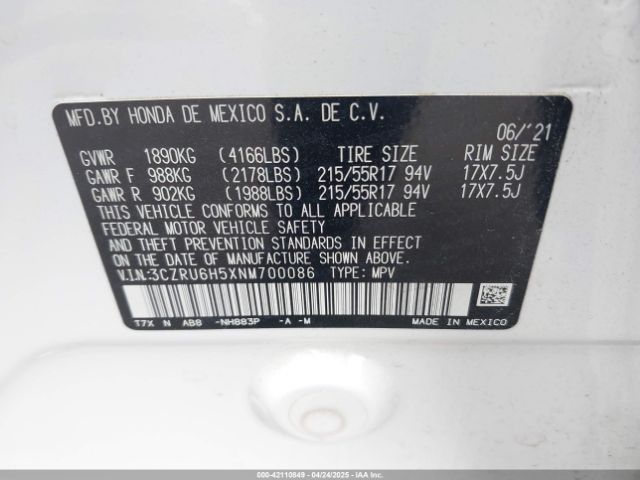 MFD.BY HONDA DE MEXICO S.A. DE C.V.
06/'21
GVWR 1890KG (4166LBS) TIRE SIZE RIM SIZE
GAWR F 988KG (2178LBS) 215/55R17 94V 17X7.5J
GAWR R 902KG (1988LBS) 215/55R17 94V 17X7.5J
THIS VEHICLE CONFORMS TO ALL APPLICABLE
FEDERAL MOTOR VEHICLE SAFETY
AND THEFT PREVENTION STANDARDS IN EFFECT
ON THE DATE OF MANUFACTURE SHOWN ABOVE.
V.I.N.:3CZRU6H5XNM700086 TYPE: MPV
T7X N AB8 -NH883P -A -M MADE IN MEXICO
000-42110849 - 04/24/2025 - IAAI Company